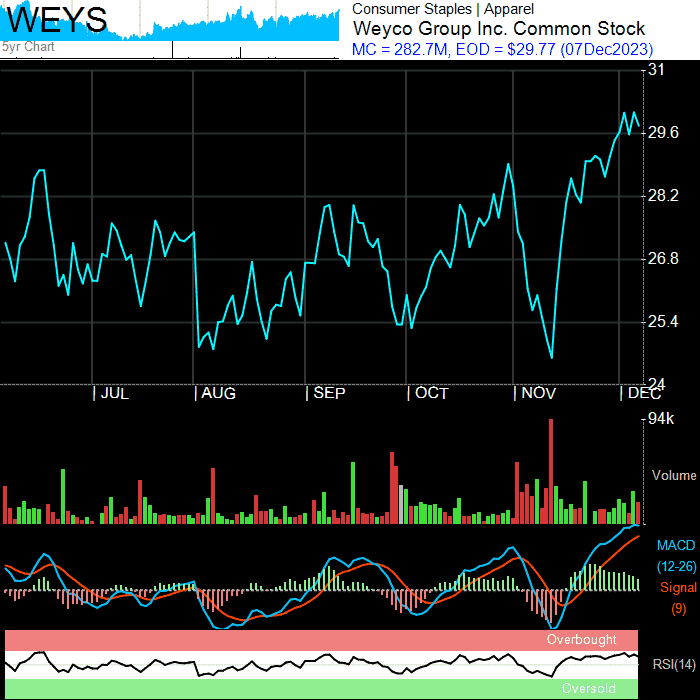 WEYS
5yr Chart
Consumer Staples | Apparel
Weyco Group Inc. Common Stock
MC = 282.7M, EOD = $29.77 (07Dec2023)
31
29.6
28.2
26.8
25.4
24
JUL
AUG
SEP
OCT
NOV
DEC
94k
Volume
MACD
(12-26)
Signal
(9)
Overbought
RSI(14)
Oversold